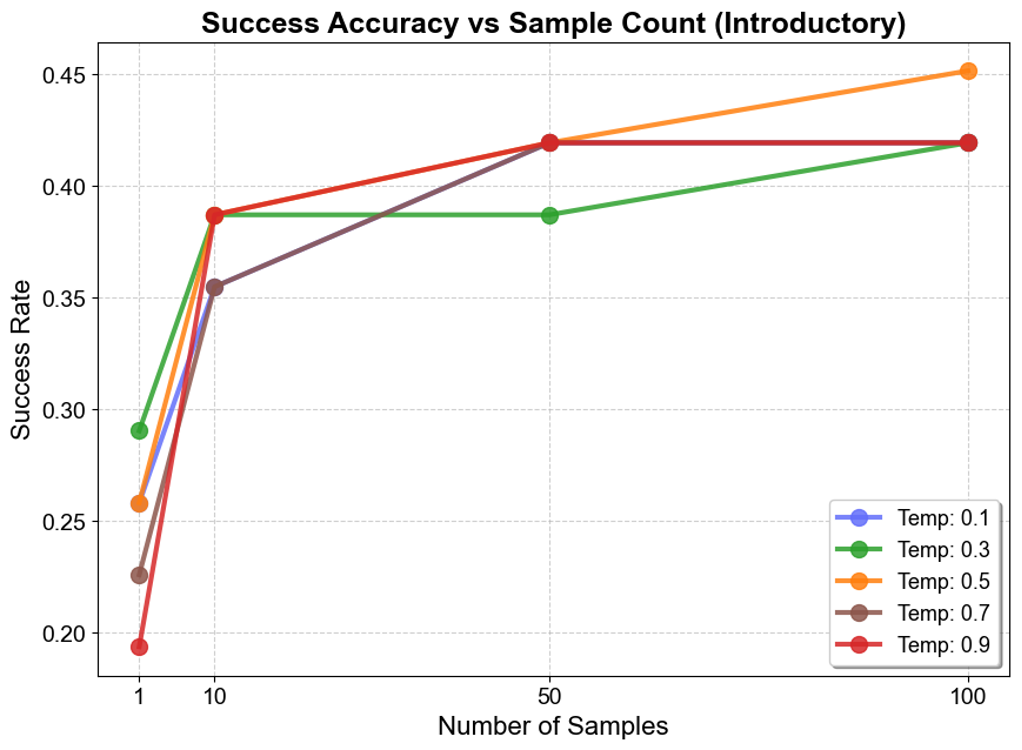 Success Accuracy vs Sample Count (Introductory)
Success Rate
0.45
0.40
0.35
0.30
0.25
0.20
Temp: 0.1
Temp: 0.3
Temp: 0.5
Temp: 0.7
Temp: 0.9
1 10 50 100
Number of Samples